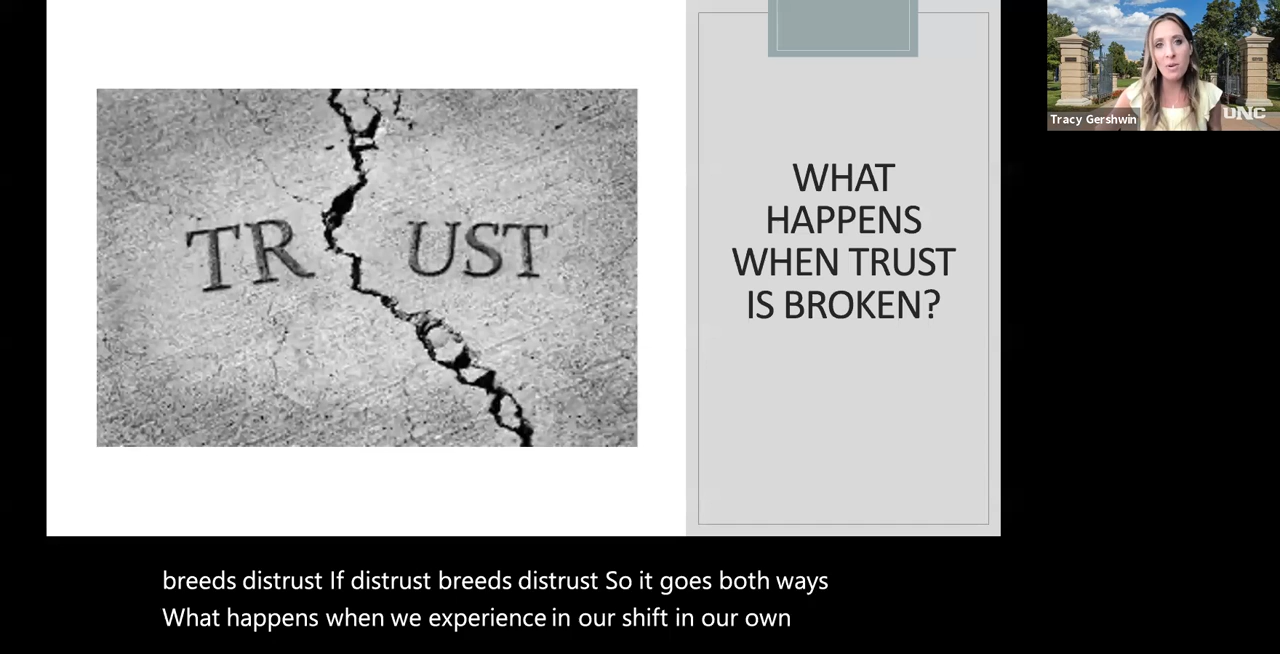 TR UST
WHAT
HAPPENS
WHEN TRUST
IS BROKEN?
Tracy Gershwin
UNC
breeds distrust If distrust breeds distrust So it goes both ways
What happens when we experience in our shift in our own